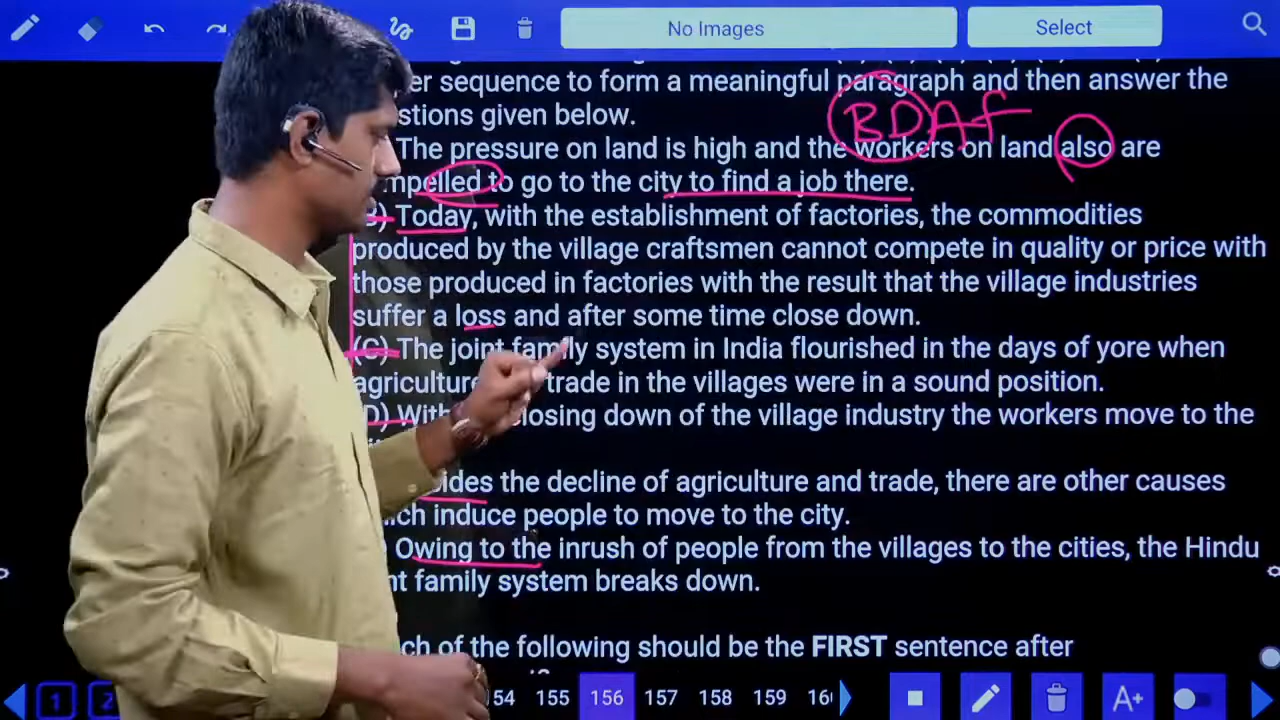 No Images
Select
er sequence to form a meaningful paragraph and then answer the
stions given below.
BDAf
The pressure on land is high and the workers on land also are
mpelled to go to the city to find a job there.
B) Today, with the establishment of factories, the commodities
produced by the village craftsmen cannot compete in quality or price with
those produced in factories with the result that the village industries
suffer a loss and after some time close down.
(C) The joint family system in India flourished in the days of yore when
agriculture trade in the villages were in a sound position.
(D) With closing down of the village industry the workers move to the
sides the decline of agriculture and trade, there are other causes
ich induce people to move to the city.
Owing to the inrush of people from the villages to the cities, the Hindu
nt family system breaks down.
ch of the following should be the FIRST sentence after
1 2 54 155 156 157 158 159 16
A+